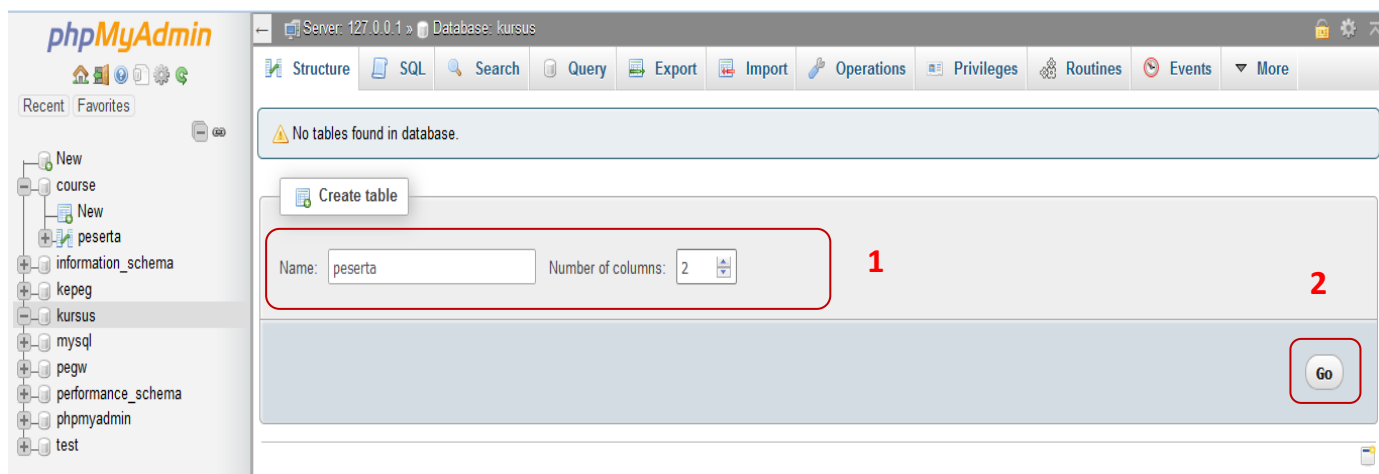 phpMyAdmin
Recent Favorites
New
course
New
peserta
information_schema
kepeg
kursus
mysql
pegw
performance_schema
phpmyadmin
test
Server: 127.0.0.1 » Database: kursus
Structure SQL Search Query Export Import Operations Privileges Routines Events More
No tables found in database.
Create table
Name: peserta Number of columns: 2 1
2
Go